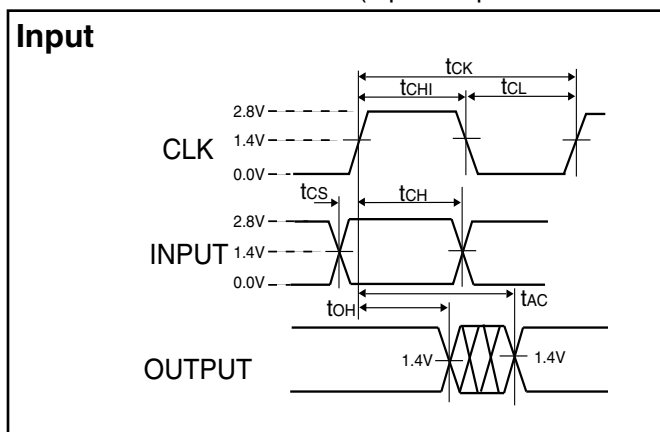 Input
tCK
tCHI tCL
2.8V
CLK 1.4V
0.0V
tCS tCH
2.8V
INPUT 1.4V
0.0V
tAC
tOH
1.4V 1.4V
OUTPUT